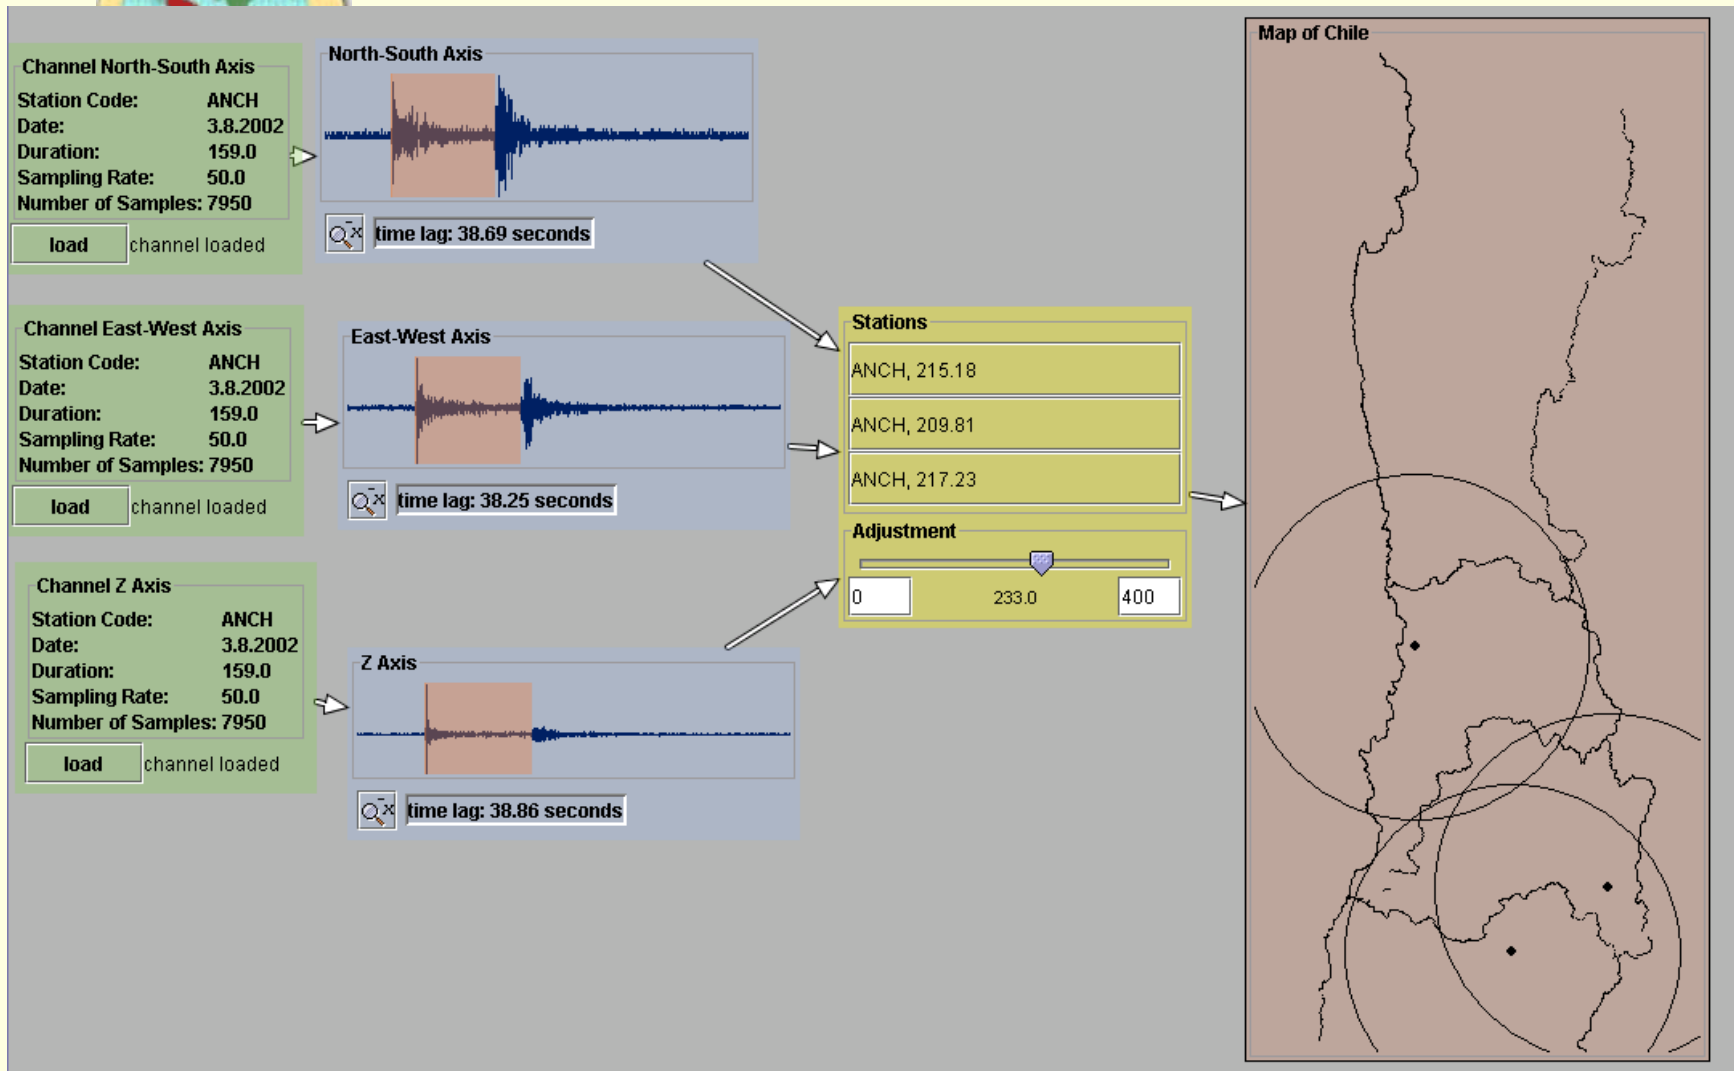 Channel North-South Axis
Station Code: ANCH
Date: 3.8.2002
Duration: 159.0
Sampling Rate: 50.0
Number of Samples: 7950
load channel loaded
North-South Axis
time lag: 38.69 seconds
Channel East-West Axis
Station Code: ANCH
Date: 3.8.2002
Duration: 159.0
Sampling Rate: 50.0
Number of Samples: 7950
load channel loaded
East-West Axis
time lag: 38.25 seconds
Channel Z Axis
Station Code: ANCH
Date: 3.8.2002
Duration: 159.0
Sampling Rate: 50.0
Number of Samples: 7950
load channel loaded
Z Axis
time lag: 38.86 seconds
Stations
ANCH, 215.18
ANCH, 209.81
ANCH, 217.23
Adjustment
0 233.0 400
Map of Chile